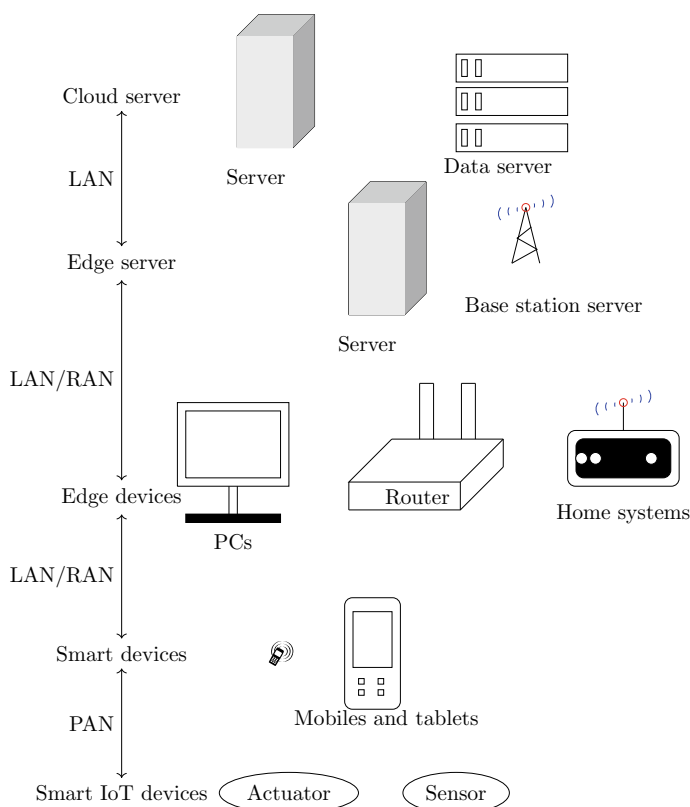 Cloud server
LAN
Server
Data server
Edge server
Base station server
Server
LAN/RAN
Edge devices
Router
Home systems
PCs
LAN/RAN
Smart devices
Mobiles and tablets
PAN
Smart IoT devices
Actuator
Sensor